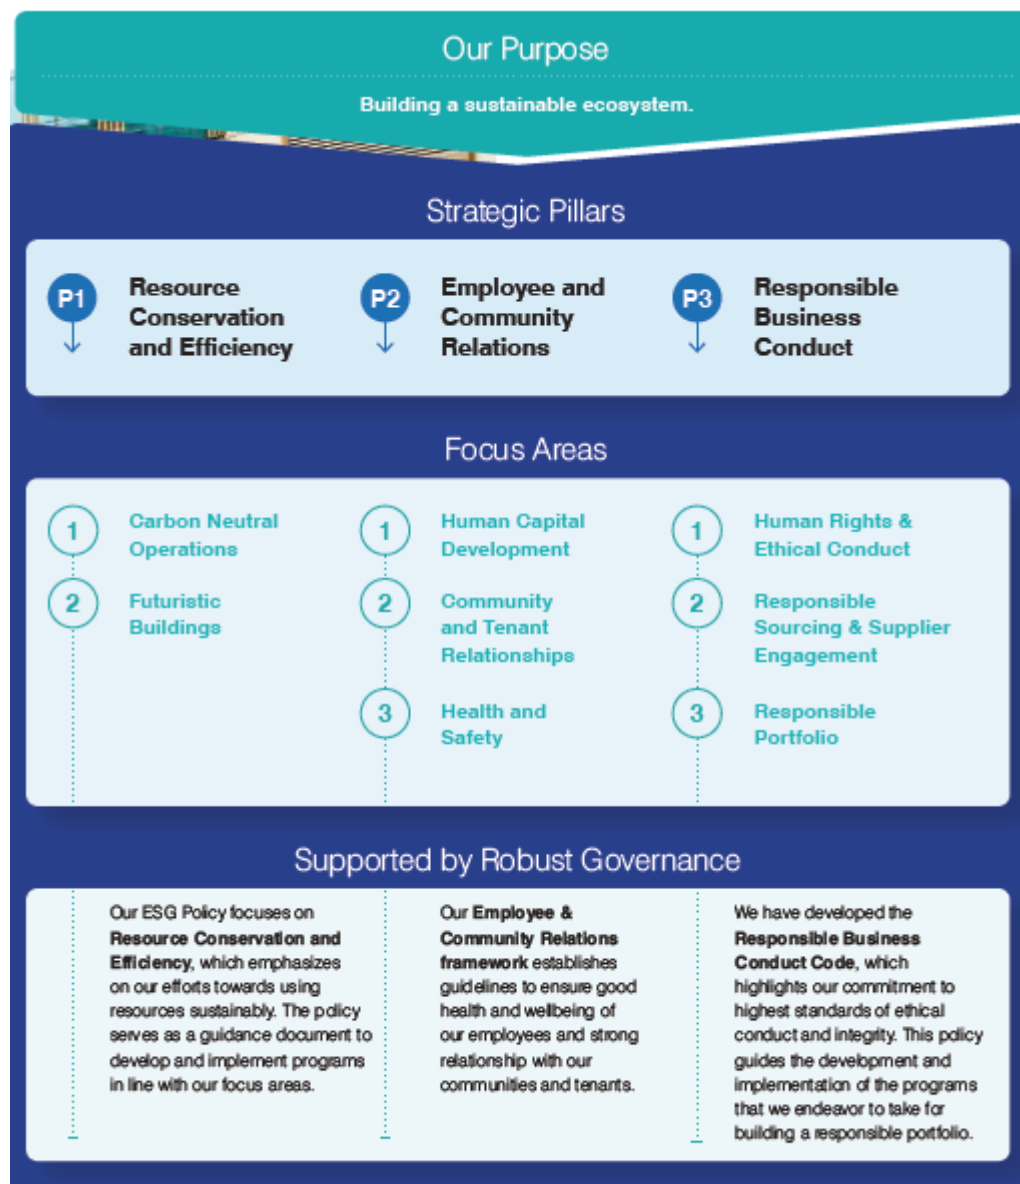 Our Purpose
Building a sustainable ecosystem.
Strategic Pillars
P1
Resource
Conservation
and Efficiency
P2
Employee and
Community
Relations
P3
Responsible
Business
Conduct
Focus Areas
1
Carbon Neutral
Operations
2
Futuristic
Buildings
1
Human Capital
Development
2
Community
and Tenant
Relationships
3
Health and
Safety
1
Human Rights &
Ethical Conduct
2
Responsible
Sourcing & Supplier
Engagement
3
Responsible
Portfolio
Supported by Robust Governance
Our ESG Policy focuses on
Resource Conservation and
Efficiency, which emphasizes
on our efforts towards using
resources sustainably. The policy
serves as a guidance document to
develop and implement programs
in line with our focus areas.
Our Employee &
Community Relations
framework establishes
guidelines to ensure good
health and wellbeing of
our employees and strong
relationship with our
communities and tenants.
We have developed the
Responsible Business
Conduct Code, which
highlights our commitment to
highest standards of ethical
conduct and integrity. This policy
guides the development and
implementation of the programs
that we endeavor to take for
building a responsible portfolio.